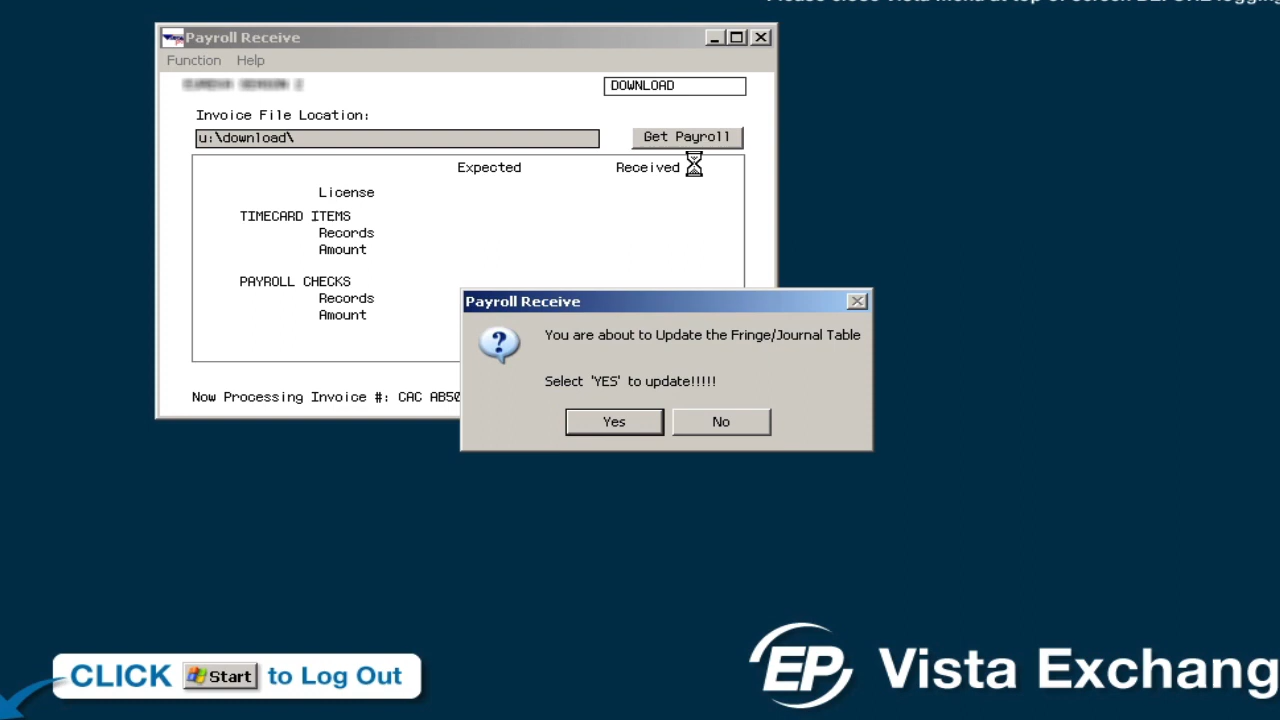 Payroll Receive
Function Help
DOWNLOAD
Invoice File Location:
u:\download\
Get Payroll
Expected Received
License
TIMECARD ITEMS
Records
Amount
PAYROLL CHECKS
Records
Amount
Now Processing Invoice #: CAC AB50
Payroll Receive
You are about to Update the Fringe/Journal Table
Select 'YES' to update!!!!!
Yes No
CLICK Start to Log Out
EP Vista Exchang